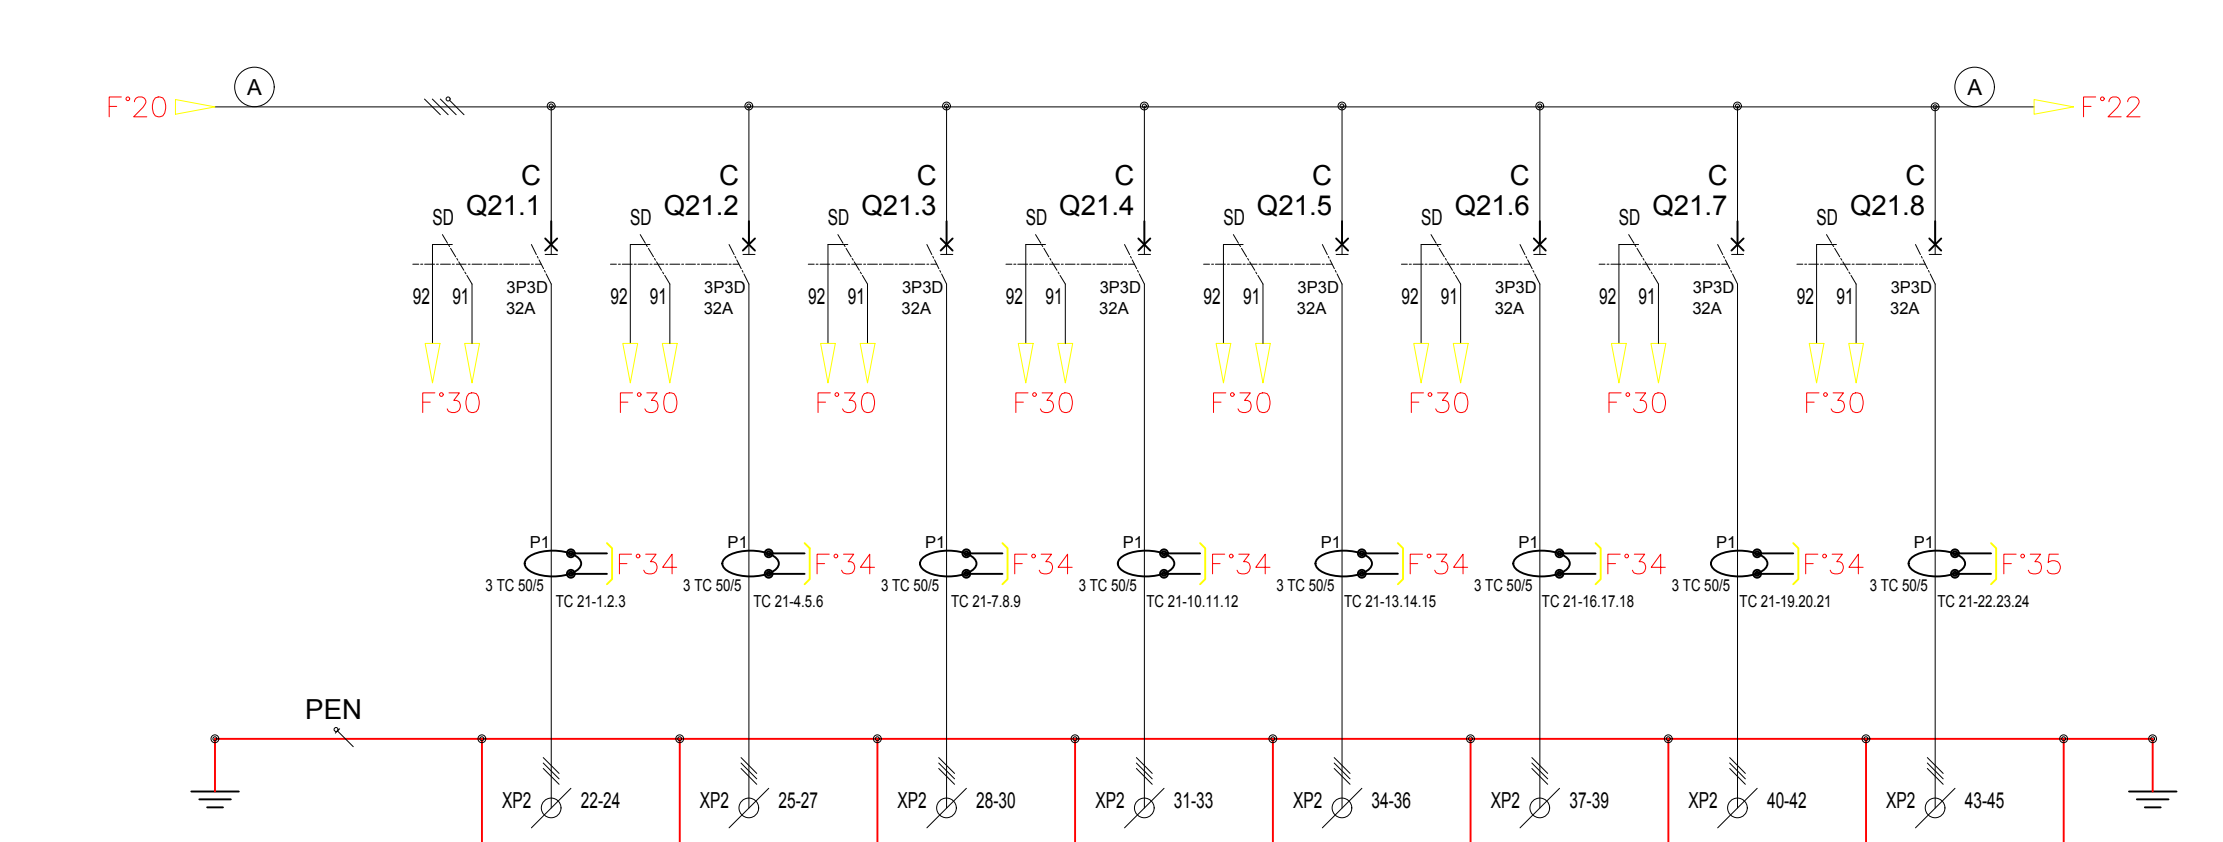 A A
F°20 F°22
C C C C C C C C
Q21.1 Q21.2 Q21.3 Q21.4 Q21.5 Q21.6 Q21.7 Q21.8
SD SD SD SD SD SD SD SD
92 91 3P3D 92 91 3P3D 92 91 3P3D 92 91 3P3D 92 91 3P3D 92 91 3P3D 92 91 3P3D 92 91 3P3D
32A 32A 32A 32A 32A 32A 32A 32A
F°30 F°30 F°30 F°30 F°30 F°30 F°30 F°30
P1 P1 P1 P1 P1 P1 P1 P1
F°34 F°34 F°34 F°34 F°34 F°34 F°34 F°35
3 TC 50/5 3 TC 50/5 3 TC 50/5 3 TC 50/5 3 TC 50/5 3 TC 50/5 3 TC 50/5 3 TC 50/5
TC 21-1.2.3 TC 21-4.5.6 TC 21-7.8.9 TC 21-10.11.12 TC 21-13.14.15 TC 21-16.17.18 TC 21-19.20.21 TC 21-22.23.24
PEN
XP2 22-24 XP2 25-27 XP2 28-30 XP2 31-33 XP2 34-36 XP2 37-39 XP2 40-42 XP2 43-45